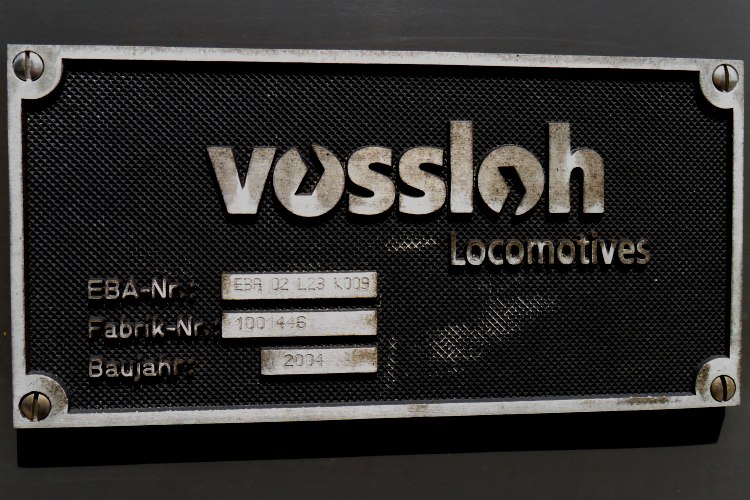 vossloh
Locomotives
EBA-Nr.: EBA 02 L23 K009
Fabrik-Nr.: 1001446
Baujahr: 2004